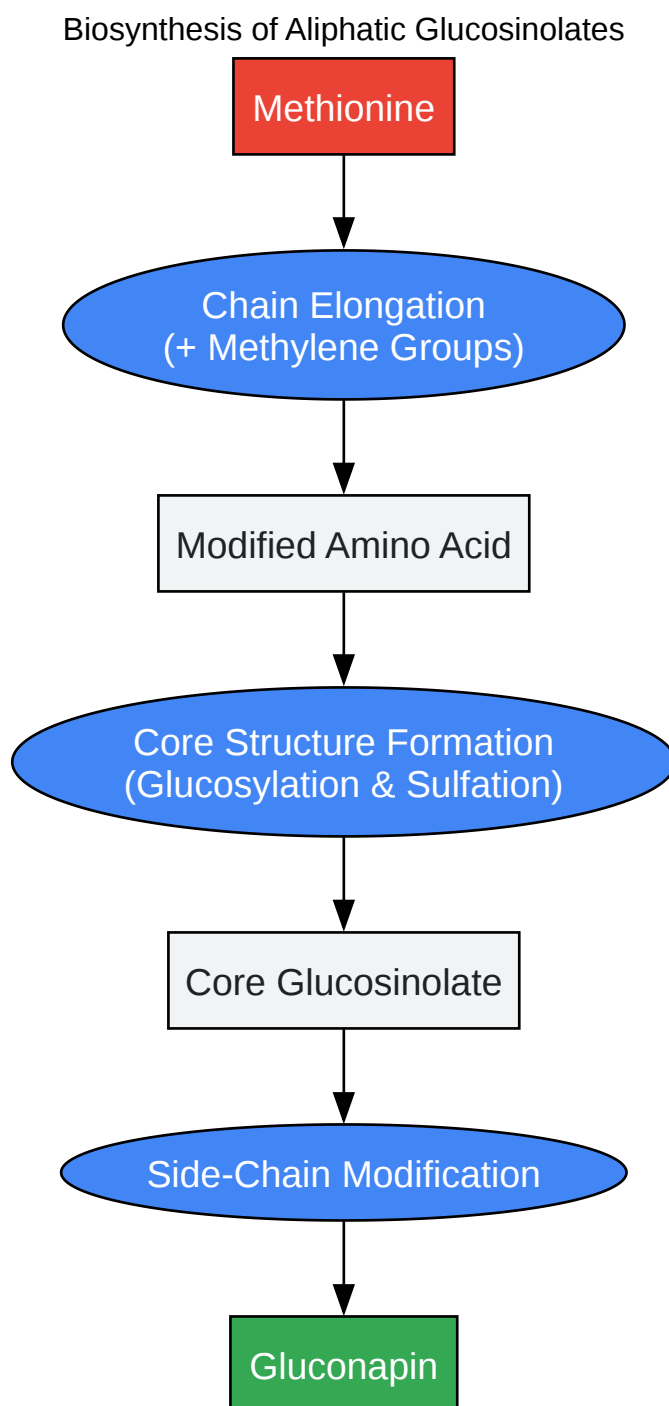 Biosynthesis of Aliphatic Glucosinolates
Methionine
Chain Elongation
(+ Methylene Groups)
Modified Amino Acid
Core Structure Formation
(Glucosylation & Sulfation)
Core Glucosinolate
Side-Chain Modification
Gluconapin